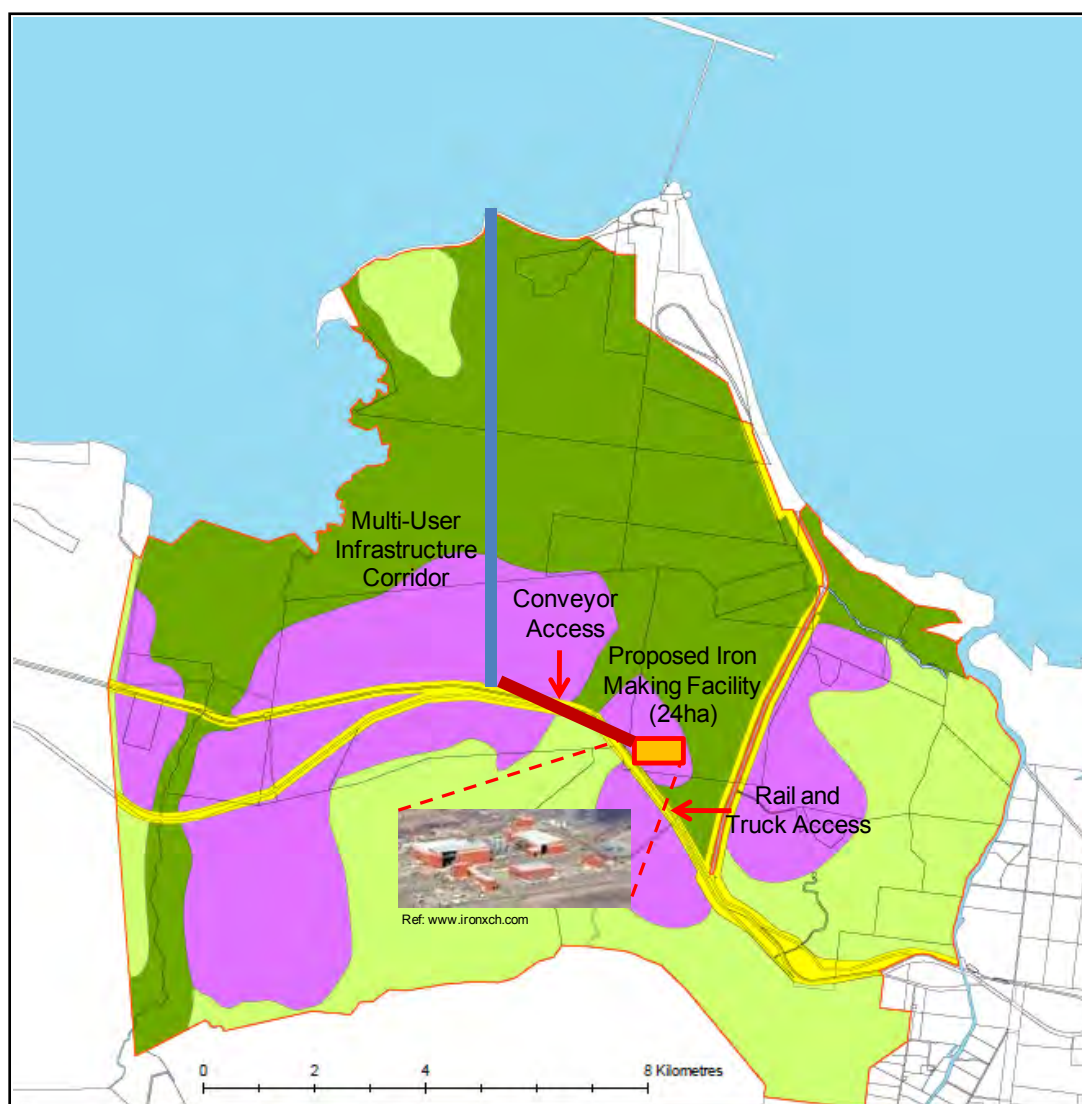 Multi-User
Infrastructure
Corridor
Conveyor
Access
Proposed Iron
Making Facility
(24ha)
Rail and
Truck Access
Ref: www.ironxch.com
0 2 4 8 Kilometres